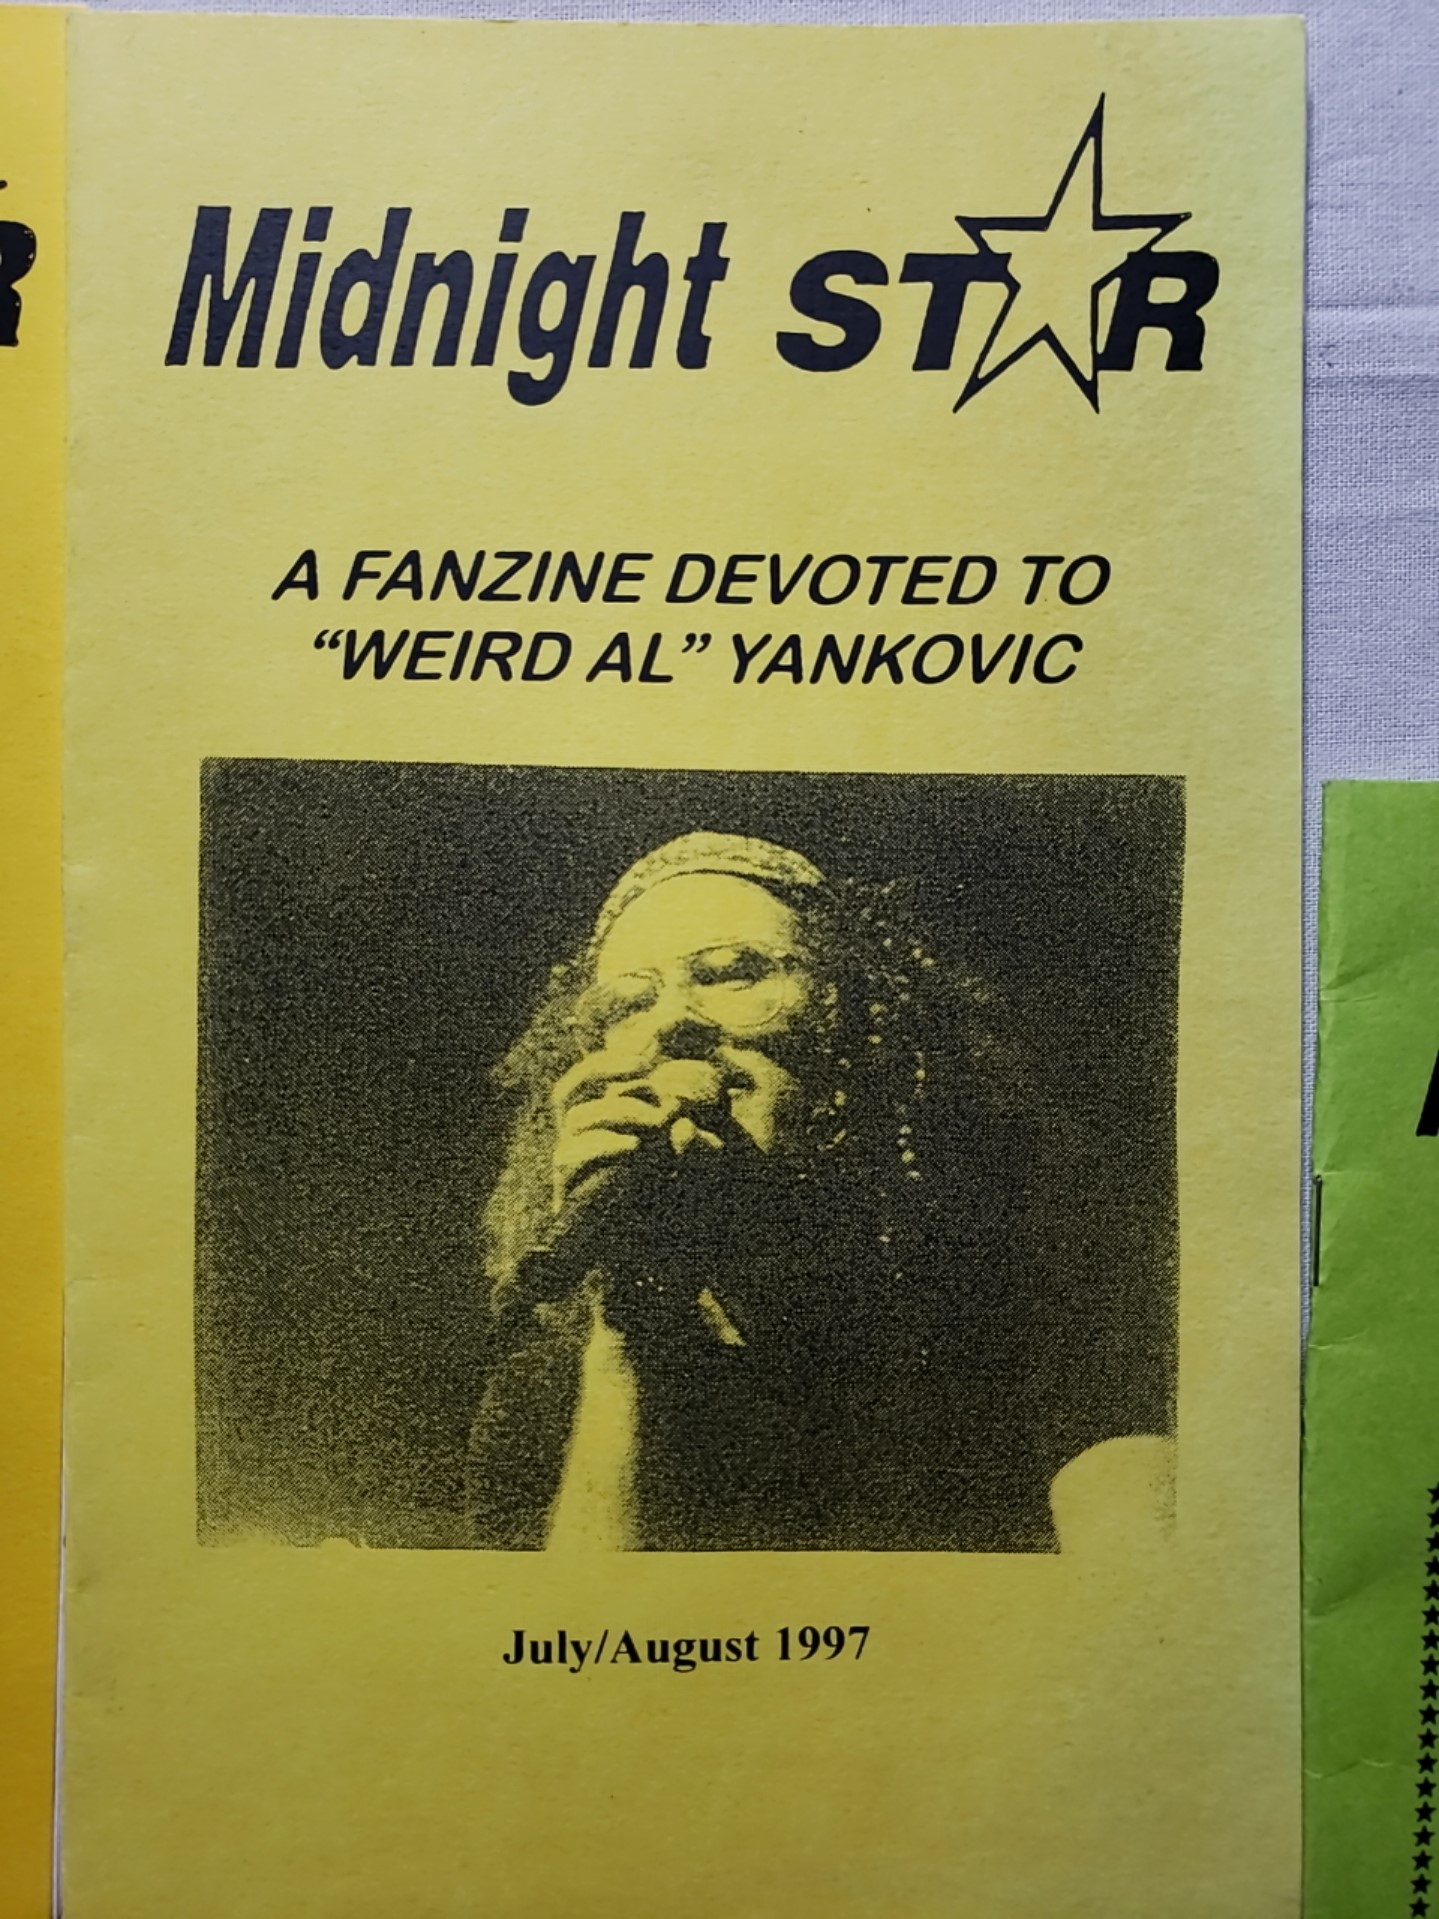 Midnight STAR
A FANZINE DEVOTED TO
“WEIRD AL” YANKOVIC
July/August 1997